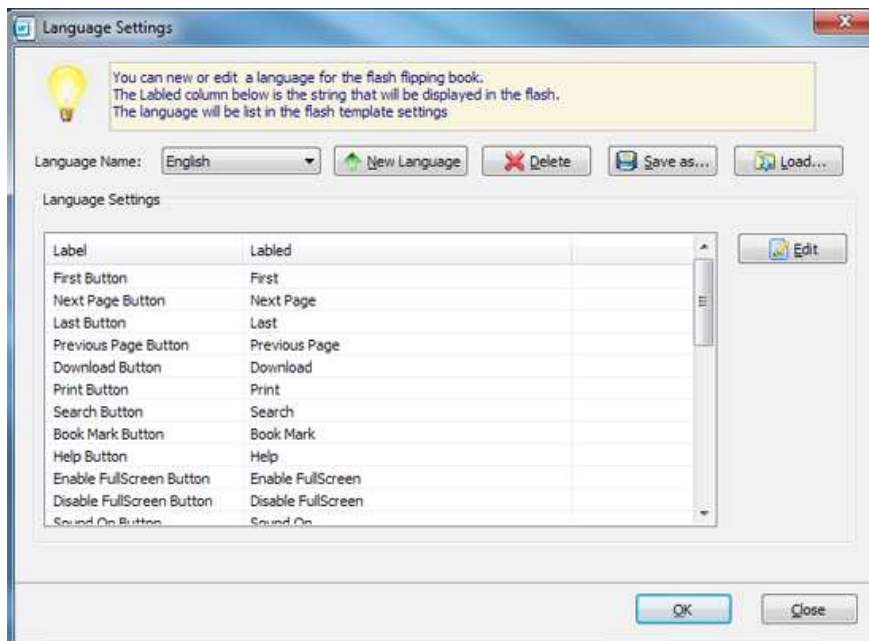 Language Settings
You can new or edit a language for the flash flipping book.
The Labled column below is the string that will be displayed in the flash.
The language will be list in the flash template settings
Language Name: English New Language Delete Save as... Load...
Language Settings
Label Labled
Edit
First Button First
Next Page Button Next Page
Last Button Last
Previous Page Button Previous Page
Download Button Download
Print Button Print
Search Button Search
Book Mark Button Book Mark
Help Button Help
Enable FullScreen Button Enable FullScreen
Disable FullScreen Button Disable FullScreen
Sound On Button Sound On
OK Close